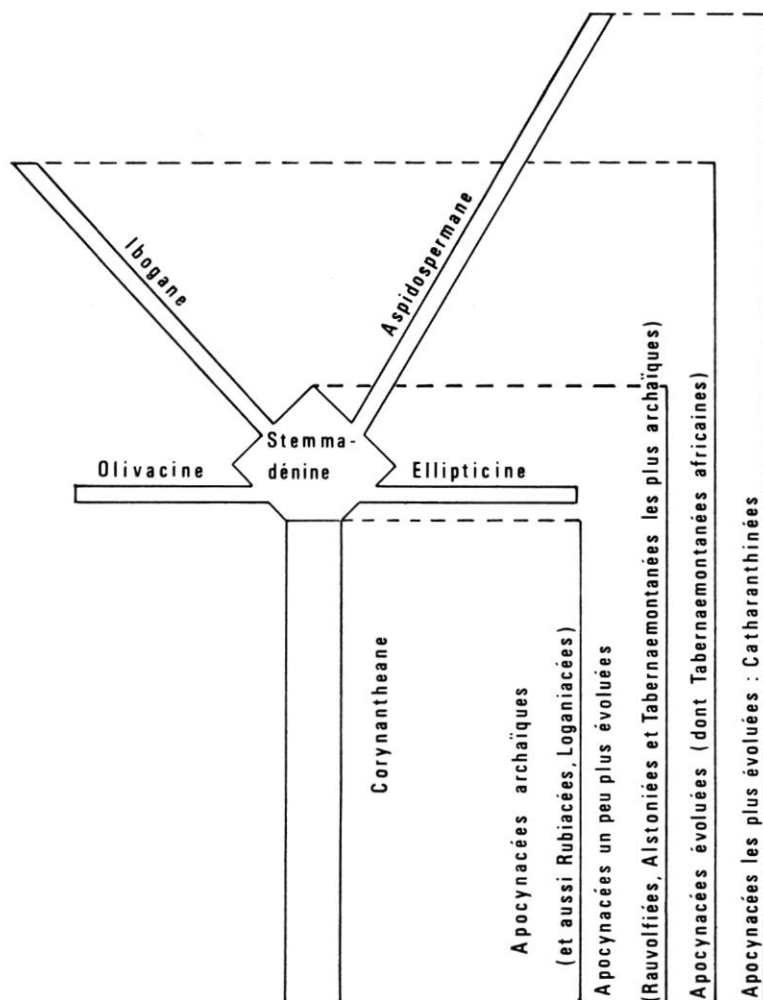 Ibogane
Aspidospermane
Stemma-
dénine
Olivacine
Ellipticine
Corynantheane
Apocynacées archaïques
(et aussi Rubiacées, Loganiacées)
Apocynacées un peu plus évoluées
(Rauvolfiées, Alstoniées et Tabernaemontanées les plus archaïques)
Apocynacées évoluées (dont Tabernaemontanées africaines)
Apocynacées les plus évoluées : Catharanthinées